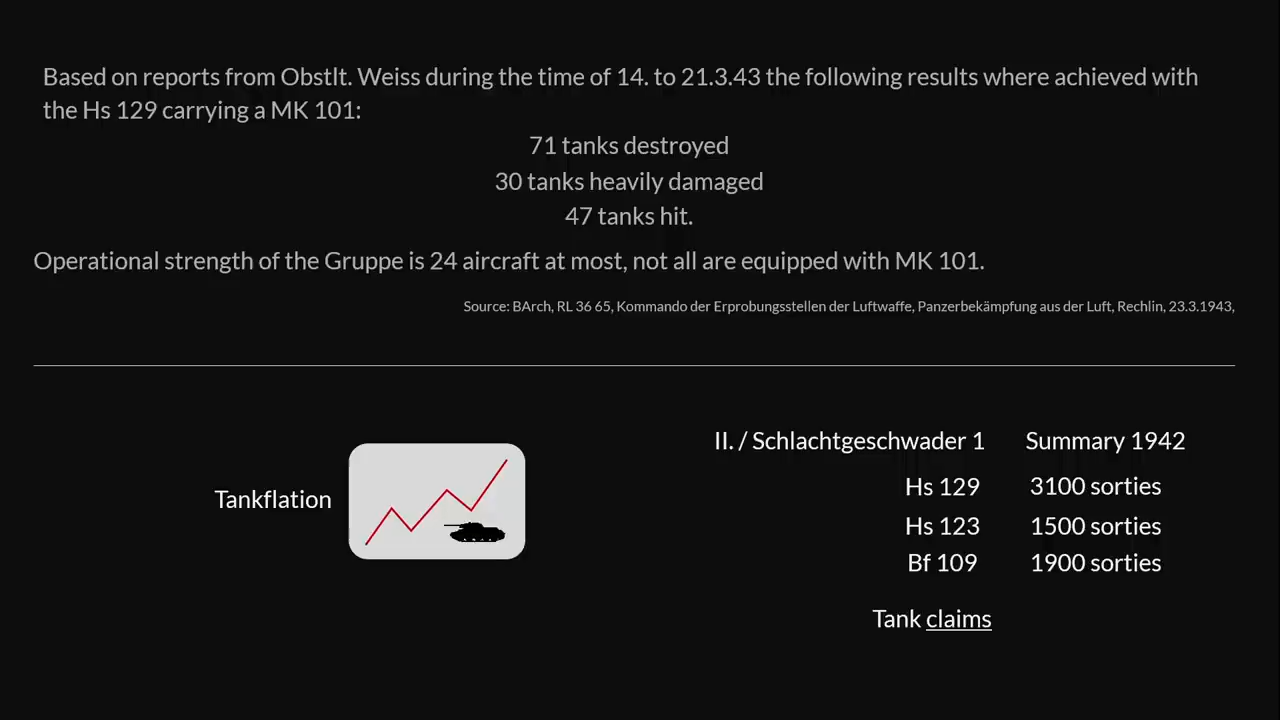 Based on reports from Obstlt. Weiss during the time of 14. to 21.3.43 the following results where achieved with
the Hs 129 carrying a MK 101:
71 tanks destroyed
30 tanks heavily damaged
47 tanks hit.
Operational strength of the Gruppe is 24 aircraft at most, not all are equipped with MK 101.
Source: BArch, RL 36 65, Kommando der Erprobungsstellen der Luftwaffe, Panzerbekämpfung aus der Luft, Rechlin, 23.3.1943,
Tankflation
II. / Schlachtgeschwader 1 Summary 1942
Hs 129 3100 sorties
Hs 123 1500 sorties
Bf 109 1900 sorties
Tank claims